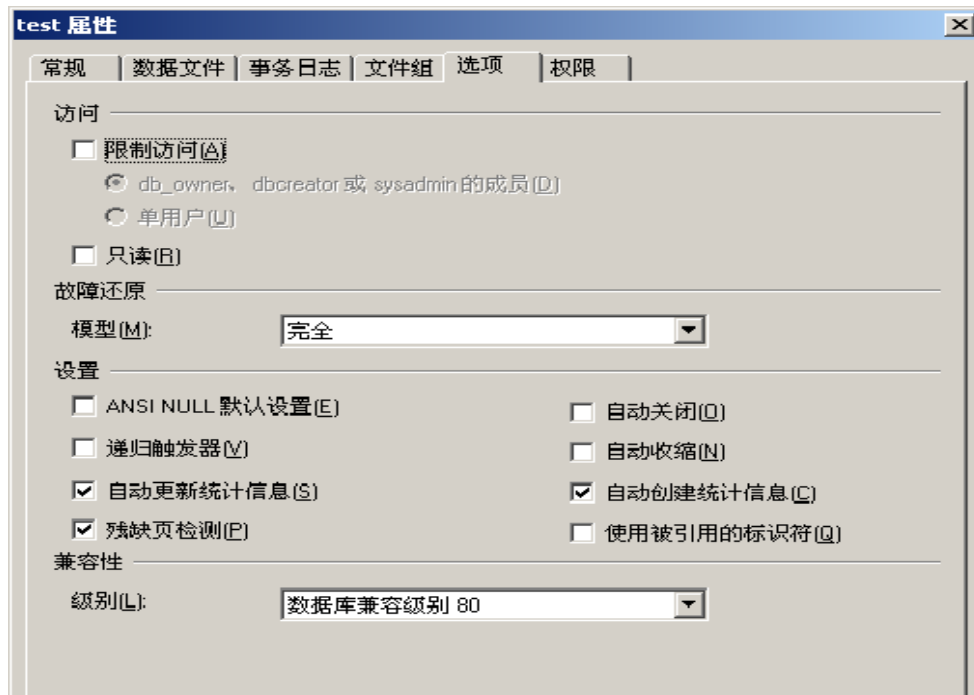 test 属性
常规 数据文件 事务日志 文件组 选项 权限
访问
限制访问(A)
db_owner、dbcreator 或 sysadmin 的成员(D)
单用户(U)
只读(R)
故障还原
模型(M): 完全
设置
ANSI NULL 默认设置(E) 自动关闭(O)
递归触发器(V) 自动收缩(N)
自动更新统计信息(S) 自动创建统计信息(C)
残缺页检测(P) 使用被引用的标识符(Q)
兼容性
级别(L): 数据库兼容级别 80